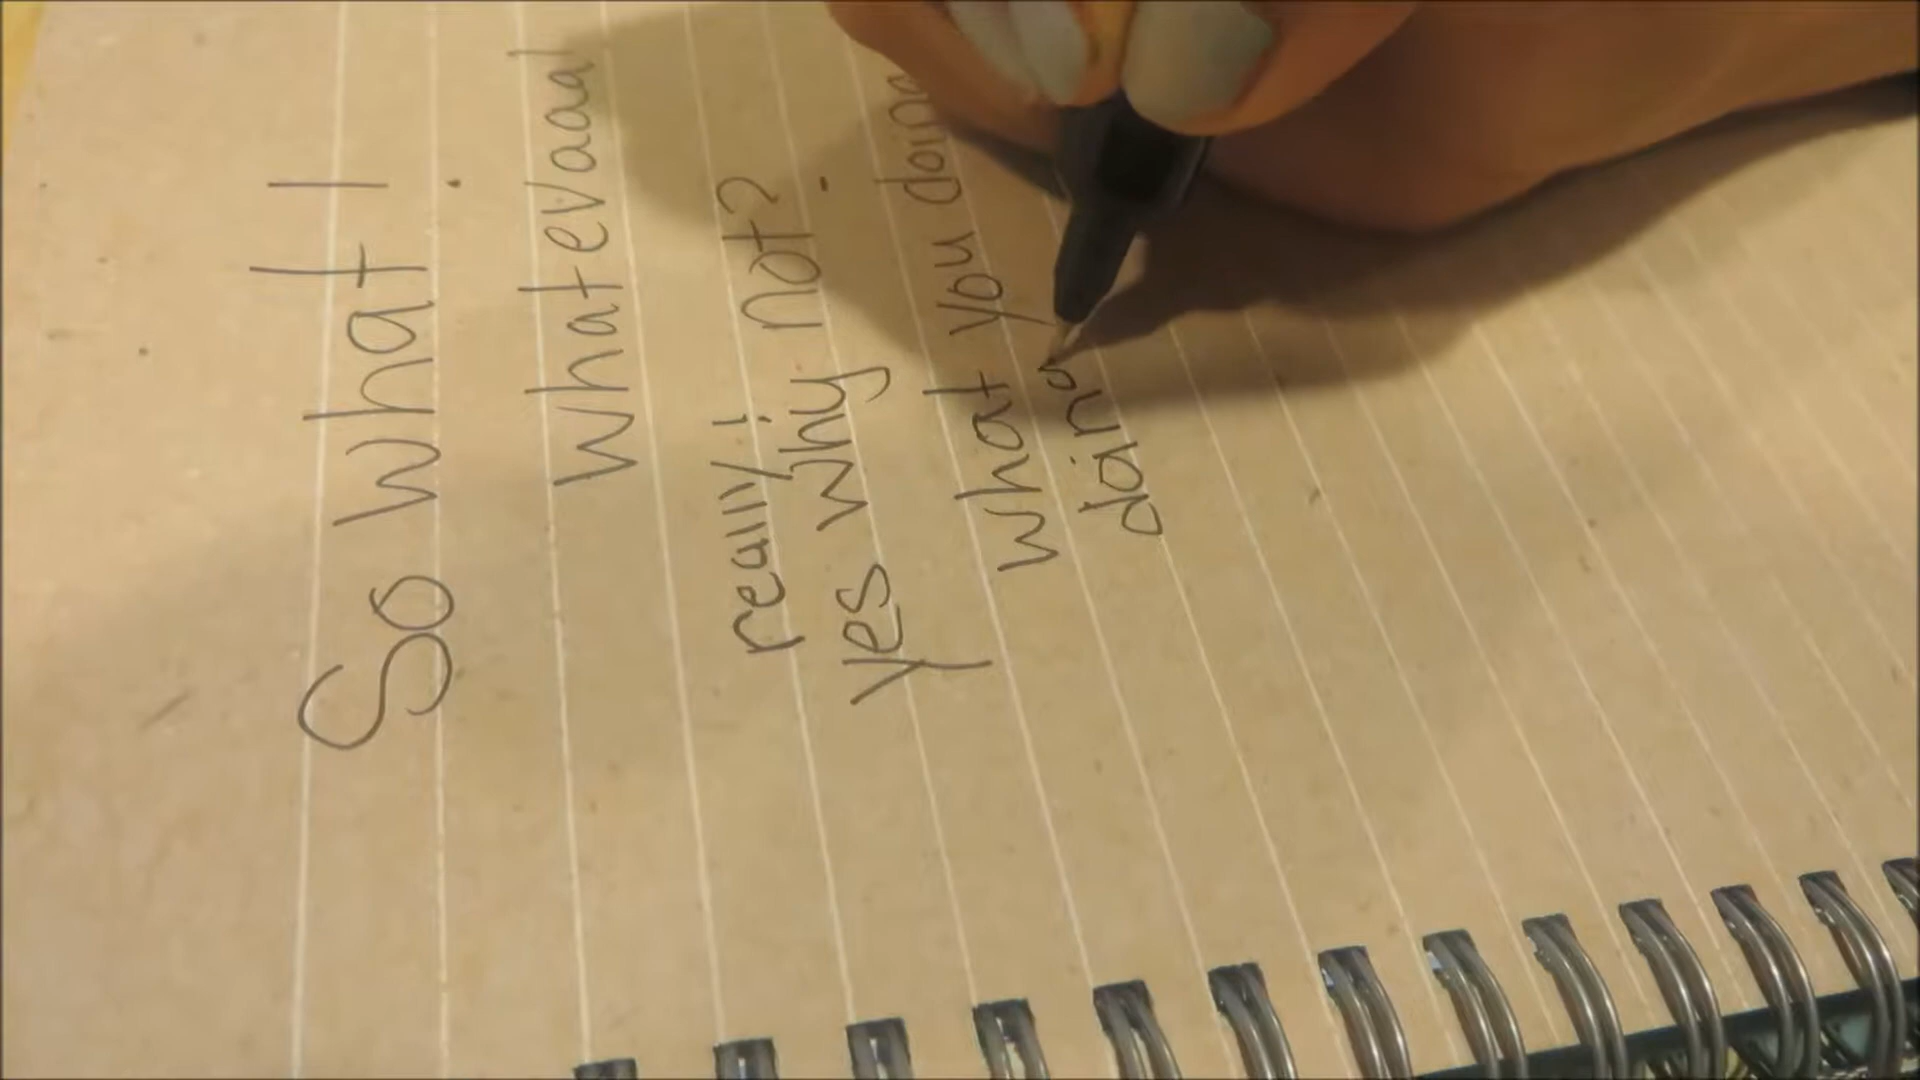 So what!
whatevaaa!
really!
Yes why not?
what you doing
doing